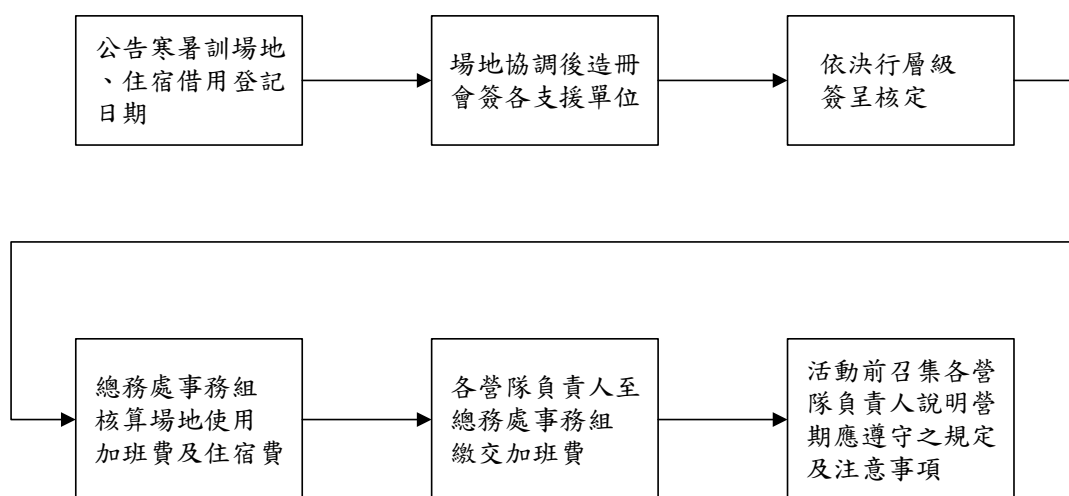 公告寒暑訓場地
、住宿借用登記
日期
場地協調後造冊
會簽各支援單位
依決行層級
簽呈核定
總務處事務組
核算場地使用
加班費及住宿費
各營隊負責人至
總務處事務組
繳交加班費
活動前召集各營
隊負責人說明營
期應遵守之規定
及注意事項